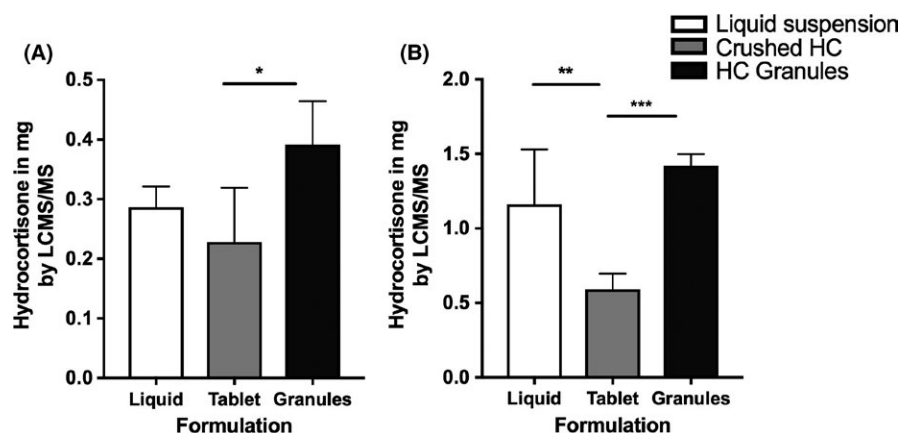 Liquid suspension
Crushed HC
HC Granules
(A)
Hydrocortisone in mg
by LCMS/MS
0.5
0.4
0.3
0.2
0.1
0.0
*
Liquid Tablet Granules
Formulation
(B)
Hydrocortisone in mg
by LCMS/MS
2.0
1.5
1.0
0.5
0.0
**
***
Liquid Tablet Granules
Formulation